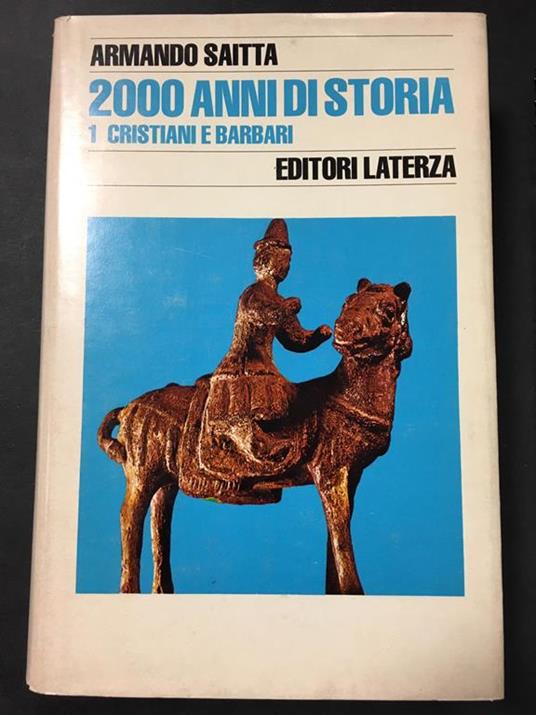 ARMANDO SAITTA
2000 ANNI DI STORIA
1 CRISTIANI E BARBARI
EDITORI LATERZA